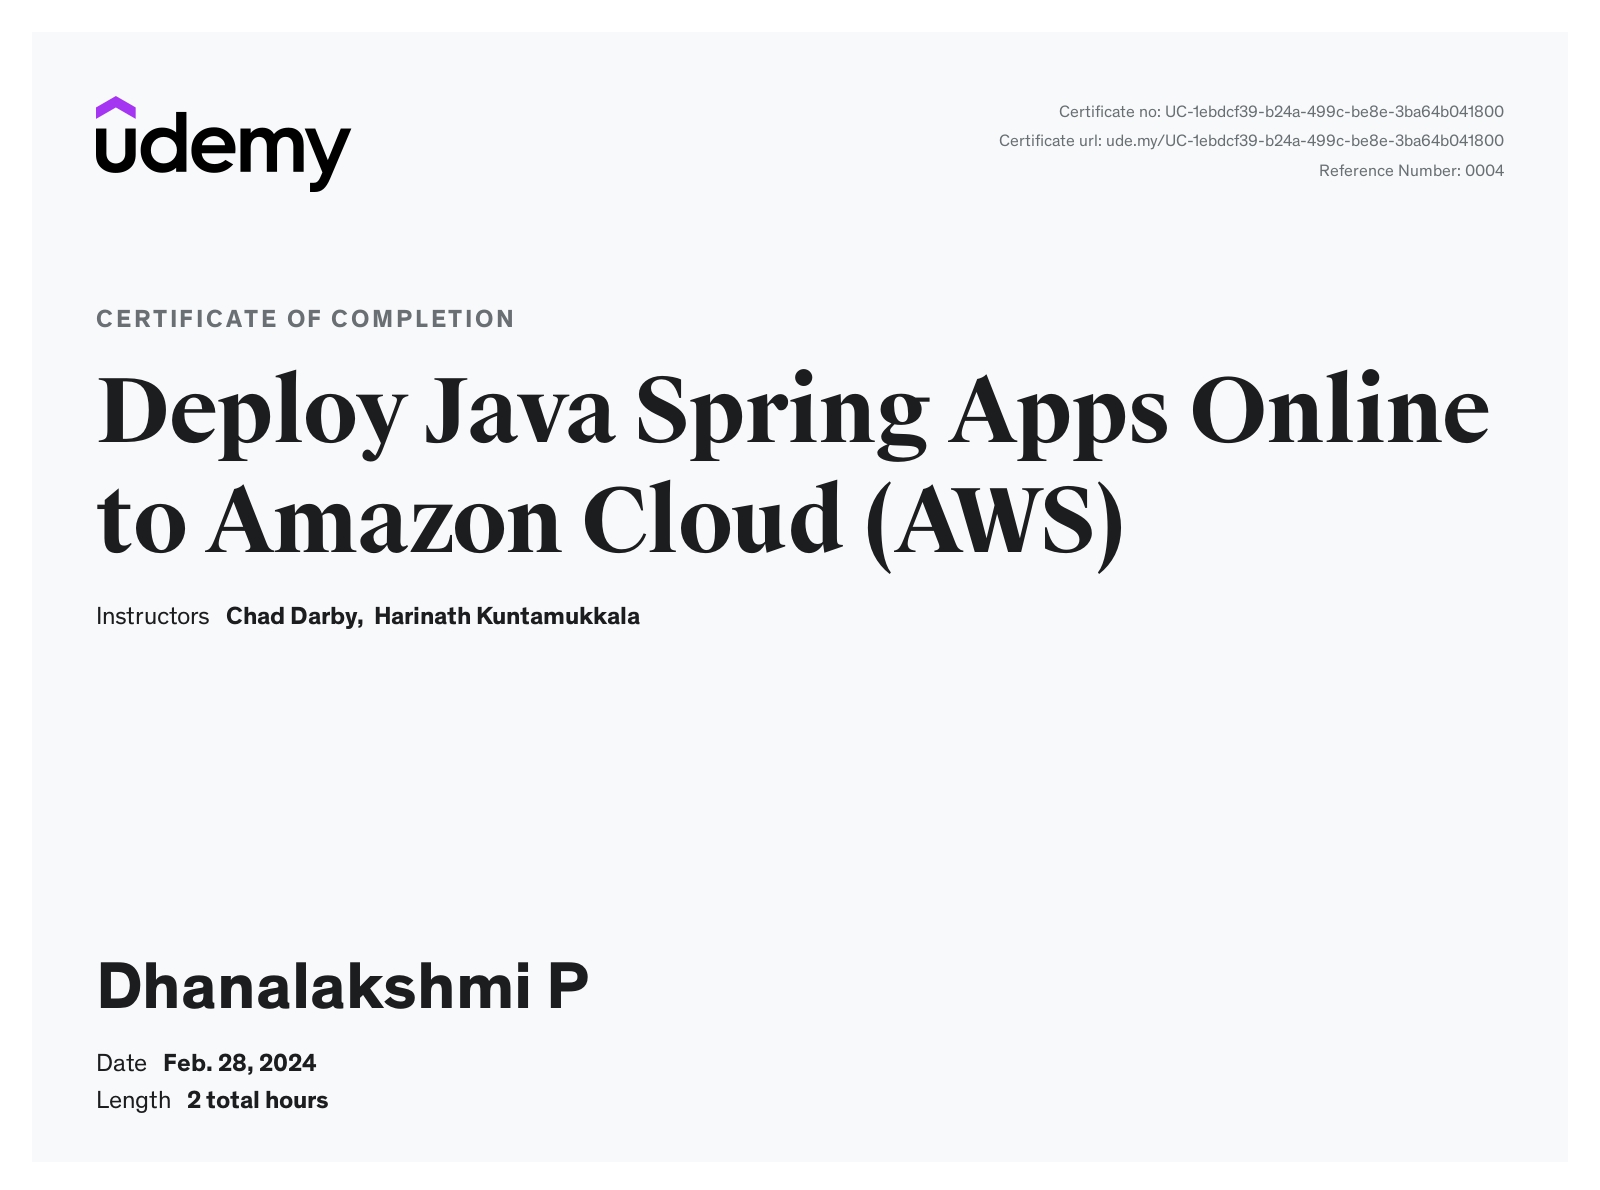 udemy
Certificate no: UC-1ebdcf39-b24a-499c-be8e-3ba64b041800
Certificate url: ude.my/UC-1ebdcf39-b24a-499c-be8e-3ba64b041800
Reference Number: 0004
CERTIFICATE OF COMPLETION
Deploy Java Spring Apps Online
to Amazon Cloud (AWS)
Instructors Chad Darby, Harinath Kuntamukkala
Dhanalakshmi P
Date Feb. 28, 2024
Length 2 total hours